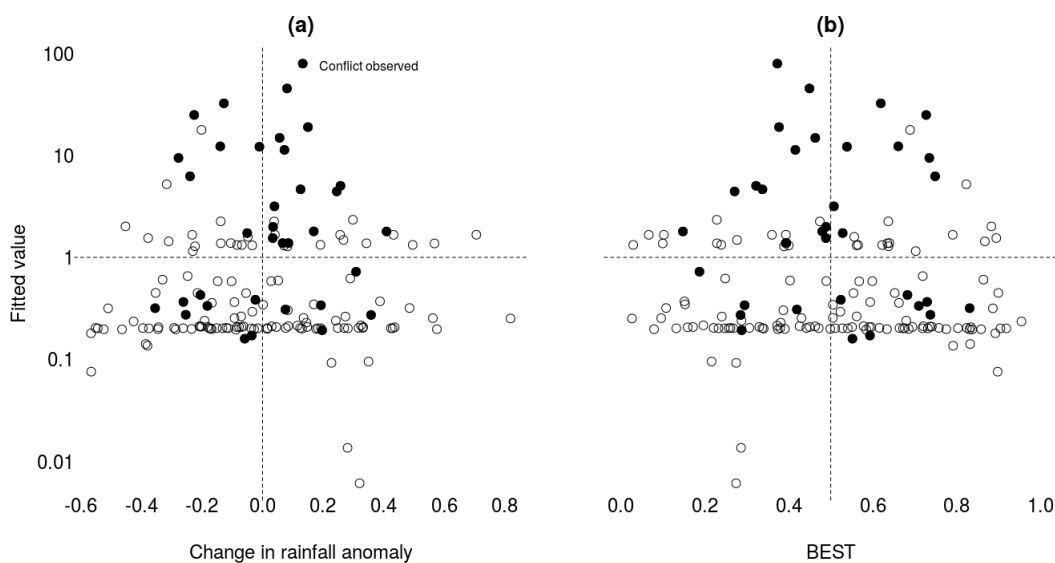 (a)
(b)
Conflict observed
100
10
1
0.1
0.01
Fitted value
-0.6 -0.4 -0.2 0.0 0.2 0.4 0.6 0.8
0.0 0.2 0.4 0.6 0.8 1.0
Change in rainfall anomaly
BEST